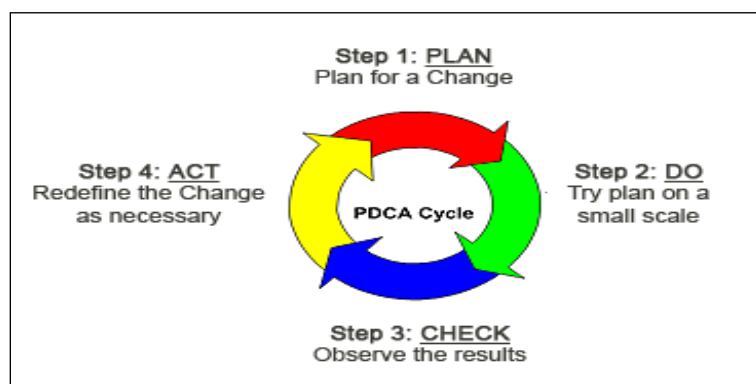 Step 1: PLAN
Plan for a Change
Step 4: ACT
Redefine the Change
as necessary
PDCA Cycle
Step 2: DO
Try plan on a
small scale
Step 3: CHECK
Observe the results